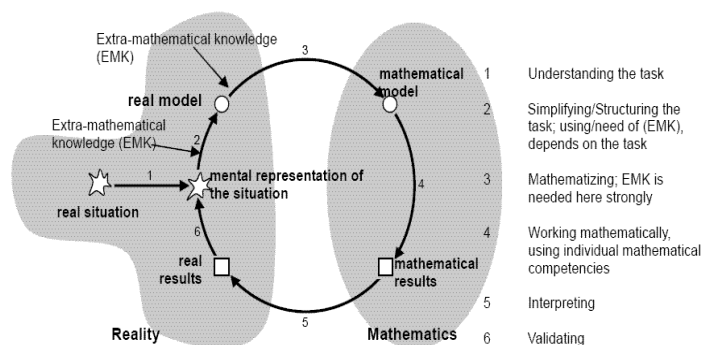 Extra-mathematical knowledge
(EMK)
3
mathematical
model
real model
Extra-mathematical
knowledge (EMK)
2
1
mental representation of
the situation
real situation
4
6
real
results
mathematical
results
5
Reality
Mathematics
1 Understanding the task
2 Simplifying/Structuring the
task; using/need of (EMK),
depends on the task
3 Mathematizing; EMK is
needed here strongly
4 Working mathematically,
using individual mathematical
competencies
5 Interpreting
6 Validating